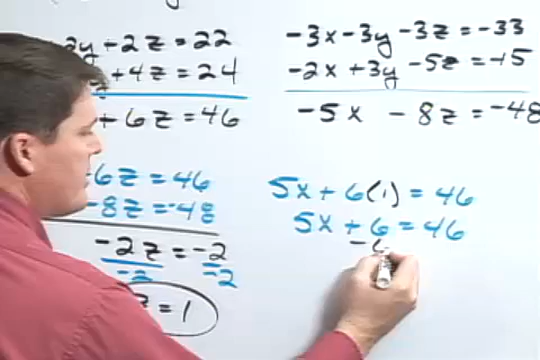 2y + 2z = 22
y + 4z = 24
+ 6z = 46
6z = 46
-8z = -48
-2z = -2
-2 -2
z = 1
-3x - 3y - 3z = -33
-2x + 3y - 5z = -15
-5x - 8z = -48
5x + 6(1) = 46
5x + 6 = 46
-6